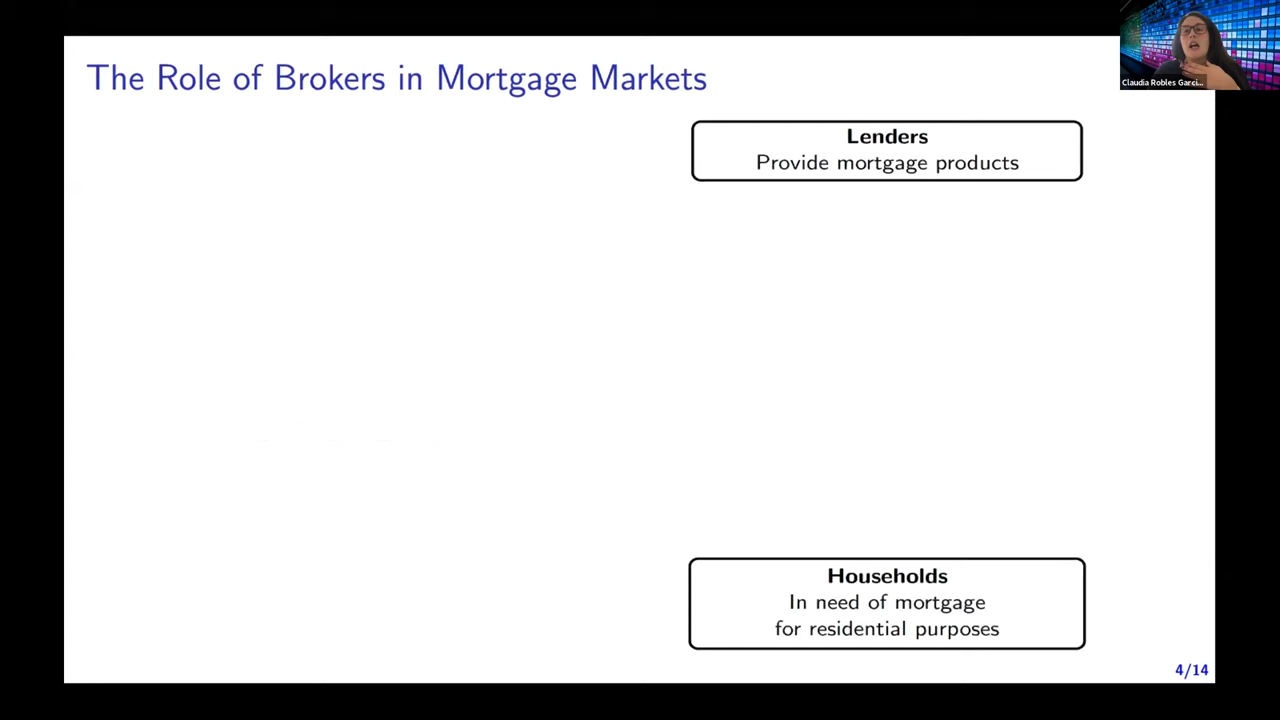 The Role of Brokers in Mortgage Markets
Claudia Robles Garci...
Lenders
Provide mortgage products
Households
In need of mortgage
for residential purposes
4/14